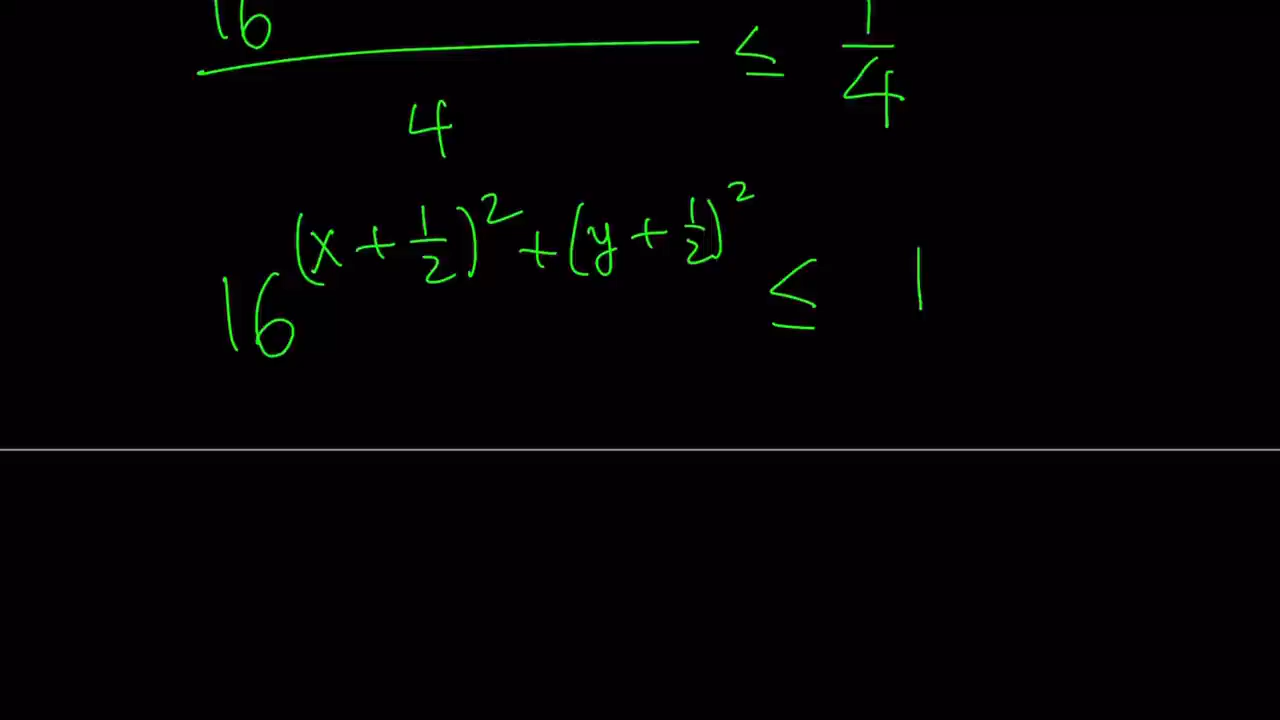 16/4 ≤ 1/4
16^((x + 1/2)^2 + (y + 1/2)^2) ≤ 1